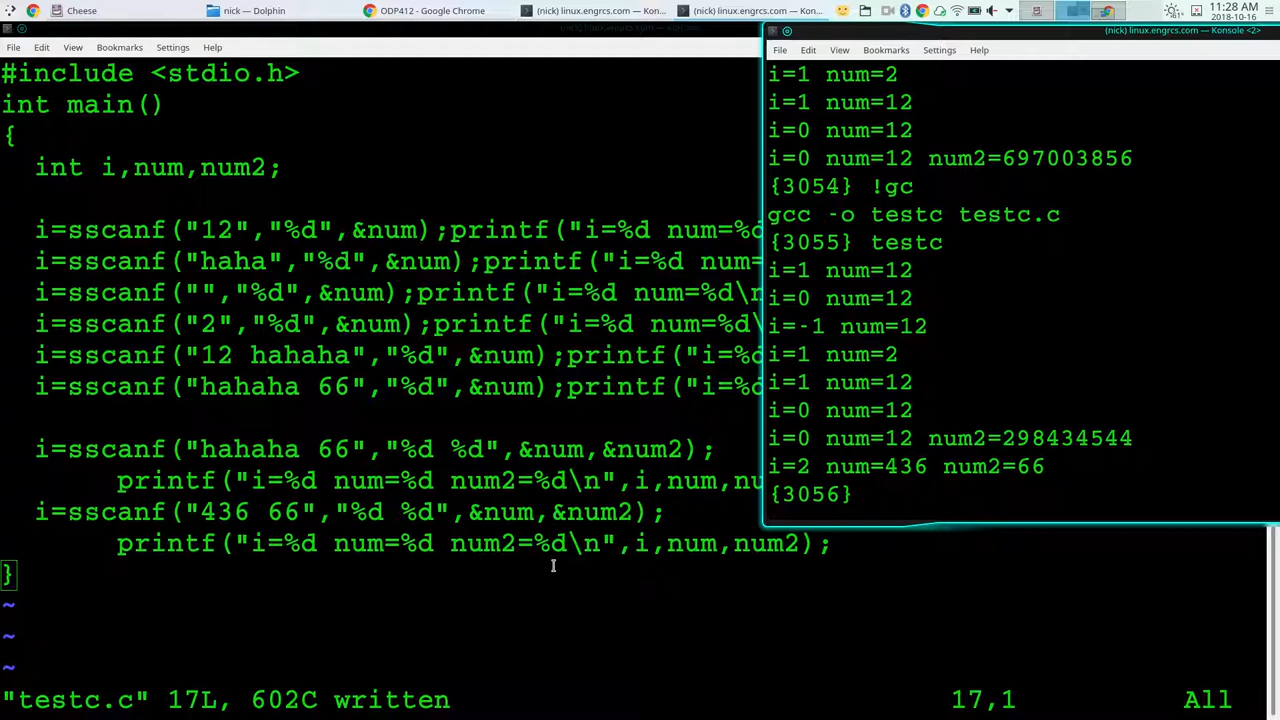 Cheese
nick — Dolphin
ODP412 - Google Chrome
(nick) linux.engrcs.com — Kons...
(nick) linux.engrcs.com — Kons...
11:28 AM
2018-10-16
File Edit View Bookmarks Settings Help
#include <stdio.h>
int main()
{
int i,num,num2;
i=sscanf("12","%d",&num);printf("i=%d num=%d
i=sscanf("haha","%d",&num);printf("i=%d num=
i=sscanf("","%d",&num);printf("i=%d num=%d\n
i=sscanf("2","%d",&num);printf("i=%d num=%d\
i=sscanf("12 hahaha","%d",&num);printf("i=%d
i=sscanf("hahaha 66","%d",&num);printf("i=%d
i=sscanf("hahaha 66","%d %d",&num,&num2);
printf("i=%d num=%d num2=%d\n",i,num,nu
i=sscanf("436 66","%d %d",&num,&num2);
printf("i=%d num=%d num2=%d\n",i,num,num2);
}
~
~
~
"testc.c" 17L, 602C written 17,1 All
(nick) linux.engrcs.com — Konsole <2>
File Edit View Bookmarks Settings Help
i=1 num=2
i=1 num=12
i=0 num=12
i=0 num=12 num2=697003856
{3054} !gc
gcc -o testc testc.c
{3055} testc
i=1 num=12
i=0 num=12
i=-1 num=12
i=1 num=2
i=1 num=12
i=0 num=12
i=0 num=12 num2=298434544
i=2 num=436 num2=66
{3056}